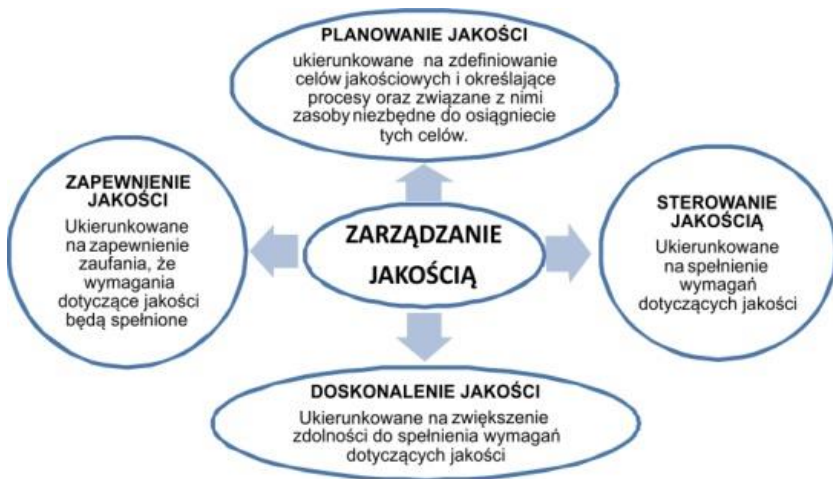 PLANOWANIE JAKOŚCI
ukierunkowane na zdefiniowanie
celów jakościowych i określające
procesy oraz związane z nimi
zasoby niezbędne do osiągniecie
tych celów.
ZAPEWNIENIE
JAKOŚCI
Ukierunkowane
na zapewnienie
zaufania, że
wymagania
dotyczące jakości
będą spełnione
ZARZĄDZANIE
JAKOŚCIĄ
STEROWANIE
JAKOŚCIĄ
Ukierunkowane
na spełnienie
wymagań
dotyczących jakości
DOSKONALENIE JAKOŚCI
Ukierunkowane na zwiększenie
zdolności do spełnienia wymagań
dotyczących jakości